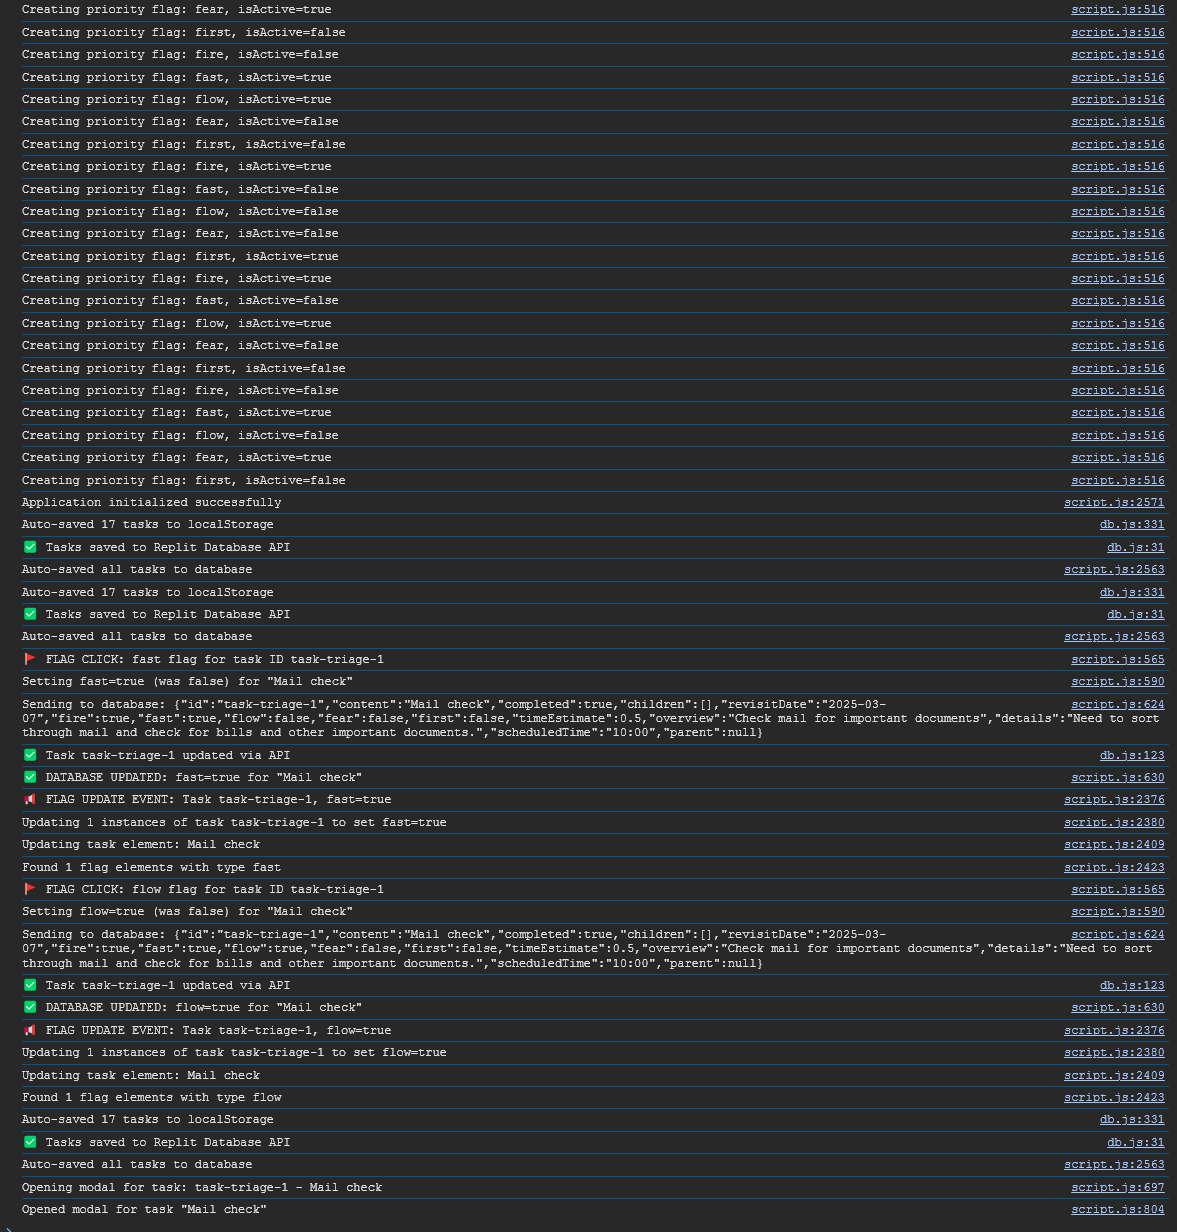 Creating priority flag: fear, isActive=true script.js:516
Creating priority flag: first, isActive=false script.js:516
Creating priority flag: fire, isActive=false script.js:516
Creating priority flag: fast, isActive=true script.js:516
Creating priority flag: flow, isActive=true script.js:516
Creating priority flag: fear, isActive=false script.js:516
Creating priority flag: first, isActive=false script.js:516
Creating priority flag: fire, isActive=true script.js:516
Creating priority flag: fast, isActive=false script.js:516
Creating priority flag: flow, isActive=false script.js:516
Creating priority flag: fear, isActive=false script.js:516
Creating priority flag: first, isActive=true script.js:516
Creating priority flag: fire, isActive=true script.js:516
Creating priority flag: fast, isActive=false script.js:516
Creating priority flag: flow, isActive=true script.js:516
Creating priority flag: fear, isActive=false script.js:516
Creating priority flag: first, isActive=false script.js:516
Creating priority flag: fire, isActive=false script.js:516
Creating priority flag: fast, isActive=true script.js:516
Creating priority flag: flow, isActive=false script.js:516
Creating priority flag: fear, isActive=true script.js:516
Creating priority flag: first, isActive=false script.js:516
Application initialized successfully script.js:2571
Auto-saved 17 tasks to localStorage db.js:331
✅ Tasks saved to Replit Database API db.js:31
Auto-saved all tasks to database script.js:2563
Auto-saved 17 tasks to localStorage db.js:331
✅ Tasks saved to Replit Database API db.js:31
Auto-saved all tasks to database script.js:2563
🚩 FLAG CLICK: fast flag for task ID task-triage-1 script.js:565
Setting fast=true (was false) for "Mail check" script.js:590
Sending to database: {"id":"task-triage-1","content":"Mail check","completed":true,"children":[],"revisitDate":"2025-03- script.js:624
07","fire":true,"fast":true,"flow":false,"fear":false,"first":false,"timeEstimate":0.5,"overview":"Check mail for important documents","details":"Need to sort
through mail and check for bills and other important documents.","scheduledTime":"10:00","parent":null}
✅ Task task-triage-1 updated via API db.js:123
✅ DATABASE UPDATED: fast=true for "Mail check" script.js:630
📢 FLAG UPDATE EVENT: Task task-triage-1, fast=true script.js:2376
Updating 1 instances of task task-triage-1 to set fast=true script.js:2380
Updating task element: Mail check script.js:2409
Found 1 flag elements with type fast script.js:2423
🚩 FLAG CLICK: flow flag for task ID task-triage-1 script.js:565
Setting flow=true (was false) for "Mail check" script.js:590
Sending to database: {"id":"task-triage-1","content":"Mail check","completed":true,"children":[],"revisitDate":"2025-03- script.js:624
07","fire":true,"fast":true,"flow":true,"fear":false,"first":false,"timeEstimate":0.5,"overview":"Check mail for important documents","details":"Need to sort
through mail and check for bills and other important documents.","scheduledTime":"10:00","parent":null}
✅ Task task-triage-1 updated via API db.js:123
✅ DATABASE UPDATED: flow=true for "Mail check" script.js:630
📢 FLAG UPDATE EVENT: Task task-triage-1, flow=true script.js:2376
Updating 1 instances of task task-triage-1 to set flow=true script.js:2380
Updating task element: Mail check script.js:2409
Found 1 flag elements with type flow script.js:2423
Auto-saved 17 tasks to localStorage db.js:331
✅ Tasks saved to Replit Database API db.js:31
Auto-saved all tasks to database script.js:2563
Opening modal for task: task-triage-1 - Mail check script.js:697
Opened modal for task "Mail check" script.js:804